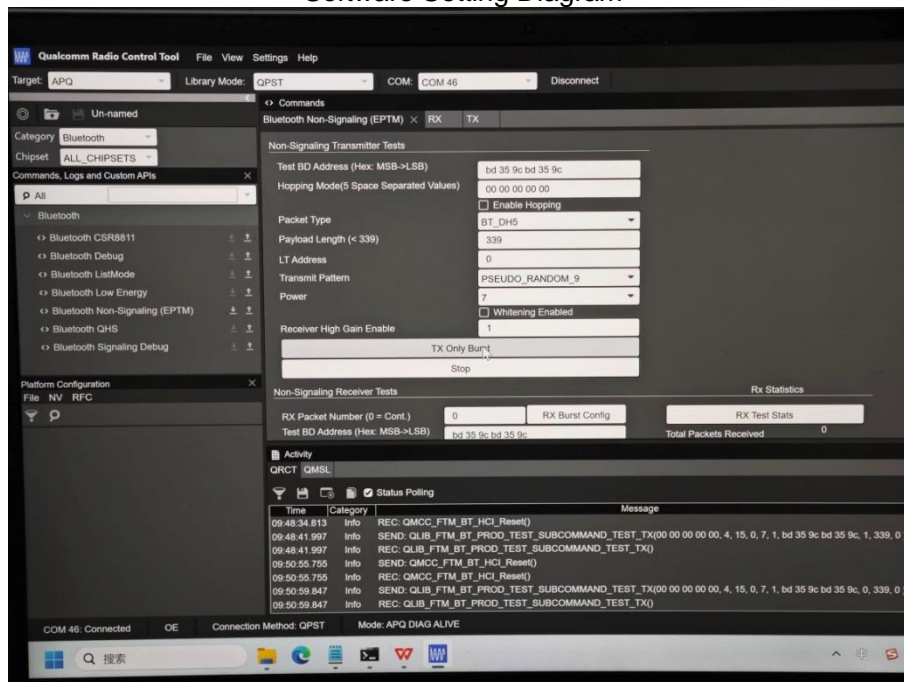 Software Setting Diagram
Qualcomm Radio Control Tool File View Settings Help
Target: APQ Library Mode: QPST COM: COM 46 Disconnect
Un-named
Category Bluetooth
Chipset ALL_CHIPSETS
Commands, Logs and Custom APIs
All
Bluetooth
Bluetooth CSR8811
Bluetooth Debug
Bluetooth ListMode
Bluetooth Low Energy
Bluetooth Non-Signaling (EPTM)
Bluetooth QHS
Bluetooth Signaling Debug
Platform Configuration
File NV RFC
Commands
Bluetooth Non-Signaling (EPTM) RX TX
Non-Signaling Transmitter Tests
Test BD Address (Hex: MSB->LSB) bd 35 9c bd 35 9c
Hopping Mode(5 Space Separated Values) 00 00 00 00 00
Enable Hopping
Packet Type BT_DH5
Payload Length (< 339) 339
LT Address 0
Transmit Pattern PSEUDO_RANDOM_9
Power 7
Whitening Enabled
Receiver High Gain Enable 1
TX Only Burst
Stop
Non-Signaling Receiver Tests Rx Statistics
RX Packet Number (0 = Cont.) 0 RX Burst Config RX Test Stats
Test BD Address (Hex: MSB->LSB) bd 35 9c bd 35 9c Total Packets Received 0
Activity
QRCT QMSL
Status Polling
Time Category Message
09:48:34.613 Info REC: QMCC_FTM_BT_HCI_Reset()
09:48:41.997 Info SEND: QLIB_FTM_BT_PROD_TEST_SUBCOMMAND_TEST_TX(00 00 00 00 00, 4, 15, 0, 7, 1, bd 35 9c bd 35 9c, 1, 339, 0
09:48:41.997 Info REC: QLIB_FTM_BT_PROD_TEST_SUBCOMMAND_TEST_TX()
09:50:55.755 Info SEND: QMCC_FTM_BT_HCI_Reset()
09:50:55.755 Info REC: QMCC_FTM_BT_HCI_Reset()
09:50:59.847 Info SEND: QLIB_FTM_BT_PROD_TEST_SUBCOMMAND_TEST_TX(00 00 00 00 00, 4, 15, 0, 7, 1, bd 35 9c bd 35 9c, 0, 339, 0
09:50:59.847 Info REC: QLIB_FTM_BT_PROD_TEST_SUBCOMMAND_TEST_TX()
COM 46: Connected OE Connection Method: QPST Mode: APQ DIAG ALIVE
搜索
中